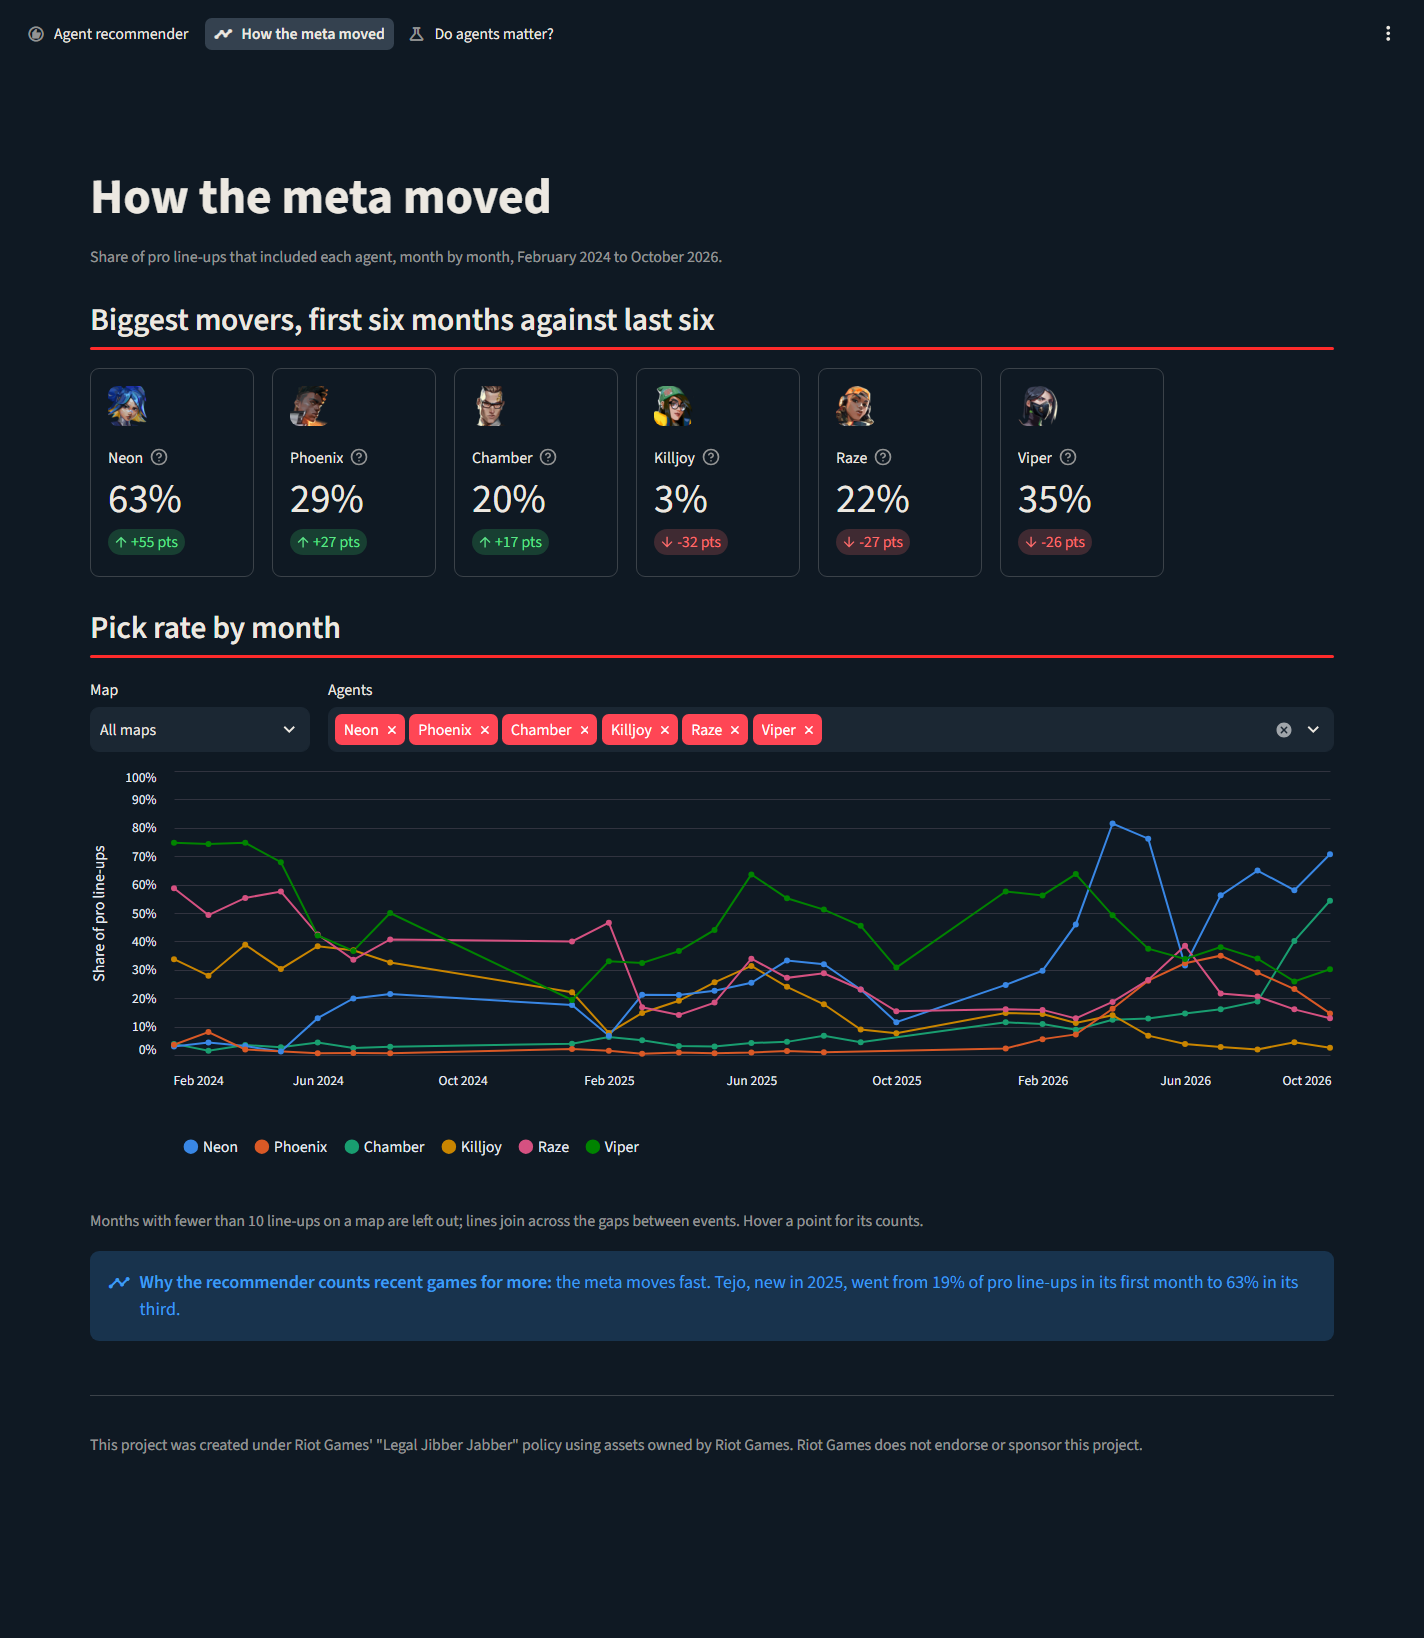 Agent recommender
How the meta moved
Do agents matter?
How the meta moved
Share of pro line-ups that included each agent, month by month, February 2024 to October 2026.
Biggest movers, first six months against last six
Neon
63%
↑ +55 pts
Phoenix
29%
↑ +27 pts
Chamber
20%
↑ +17 pts
Killjoy
3%
↓ -32 pts
Raze
22%
↓ -27 pts
Viper
35%
↓ -26 pts
Pick rate by month
Map
All maps
Agents
Neon × Phoenix × Chamber × Killjoy × Raze × Viper ×
Share of pro line-ups
100%
90%
80%
70%
60%
50%
40%
30%
20%
10%
0%
Feb 2024 Jun 2024 Oct 2024 Feb 2025 Jun 2025 Oct 2025 Feb 2026 Jun 2026 Oct 2026
Neon Phoenix Chamber Killjoy Raze Viper
Months with fewer than 10 line-ups on a map are left out; lines join across the gaps between events. Hover a point for its counts.
Why the recommender counts recent games for more: the meta moves fast. Tejo, new in 2025, went from 19% of pro line-ups in its first month to 63% in its
third.
This project was created under Riot Games' "Legal Jibber Jabber" policy using assets owned by Riot Games. Riot Games does not endorse or sponsor this project.